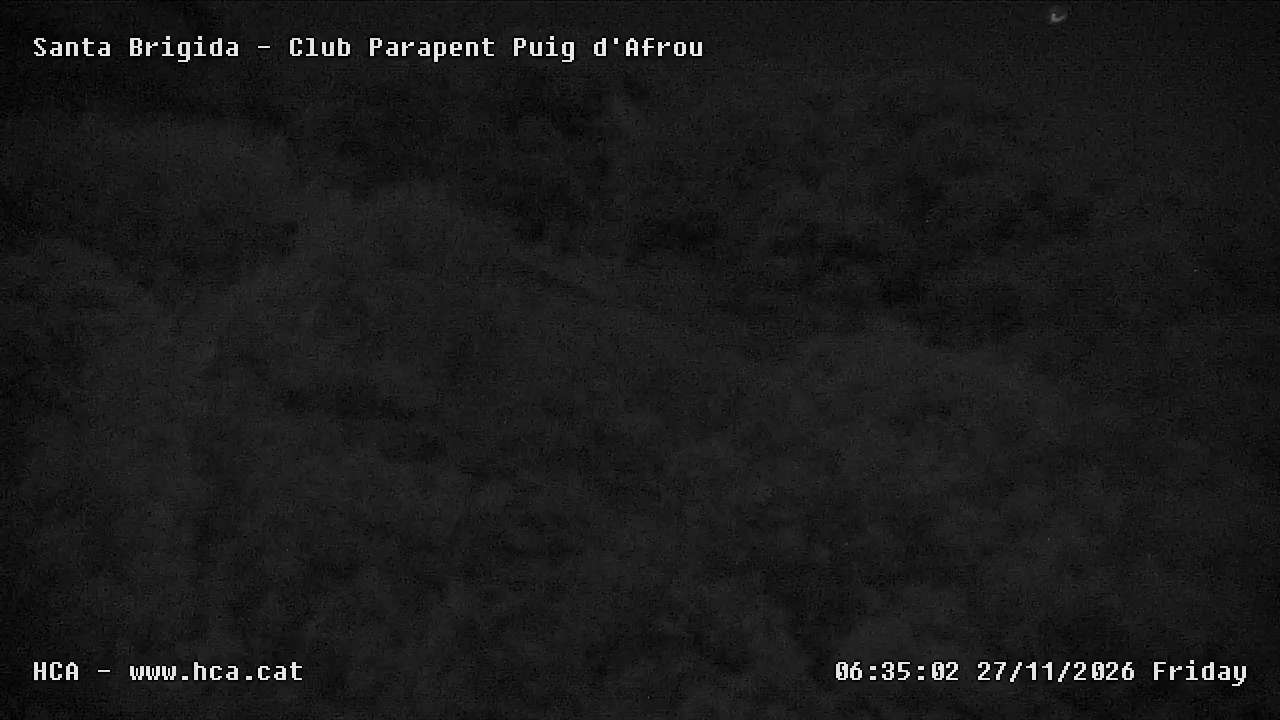 Santa Brigida - Club Parapent Puig d'Afrou
HCA - www.hca.cat
06:35:02 27/11/2026 Friday